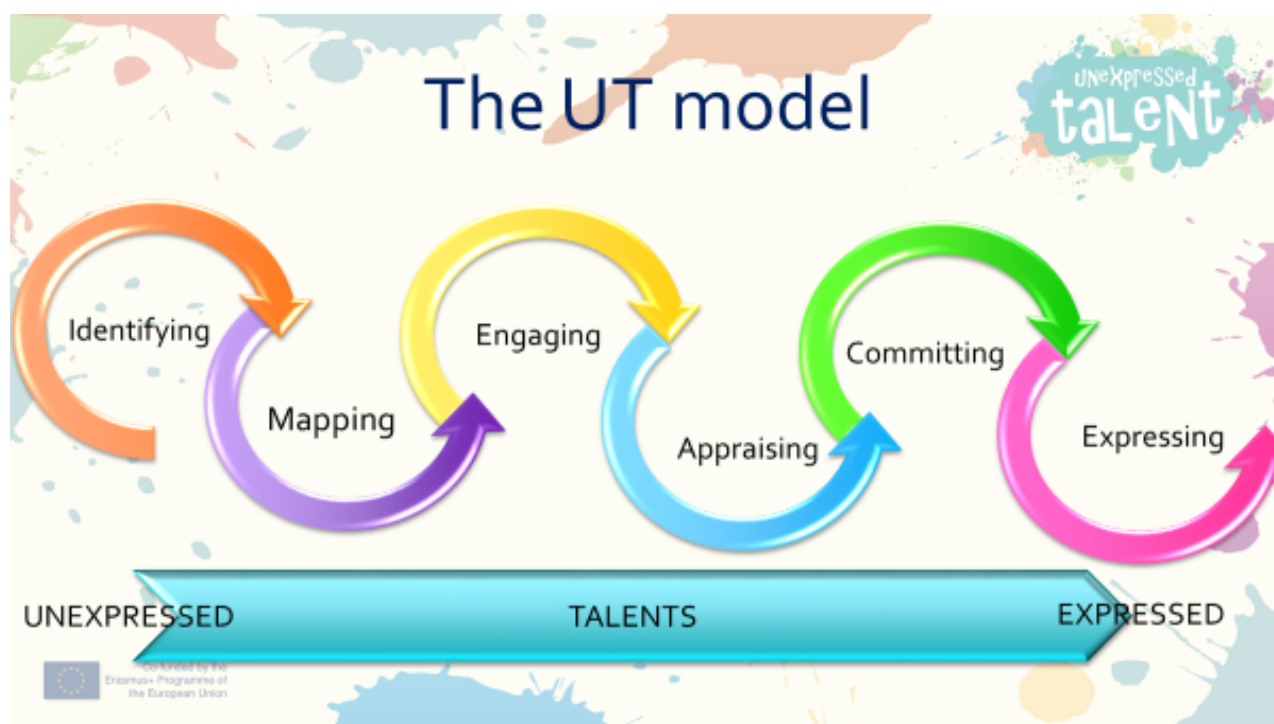 The UT model
UNeXPReSSed
taLeNt
Identifying
Mapping
Engaging
Appraising
Committing
Expressing
UNEXPRESSED
TALENTS
EXPRESSED
Co-funded by the
Erasmus+ Programme of
the European Union